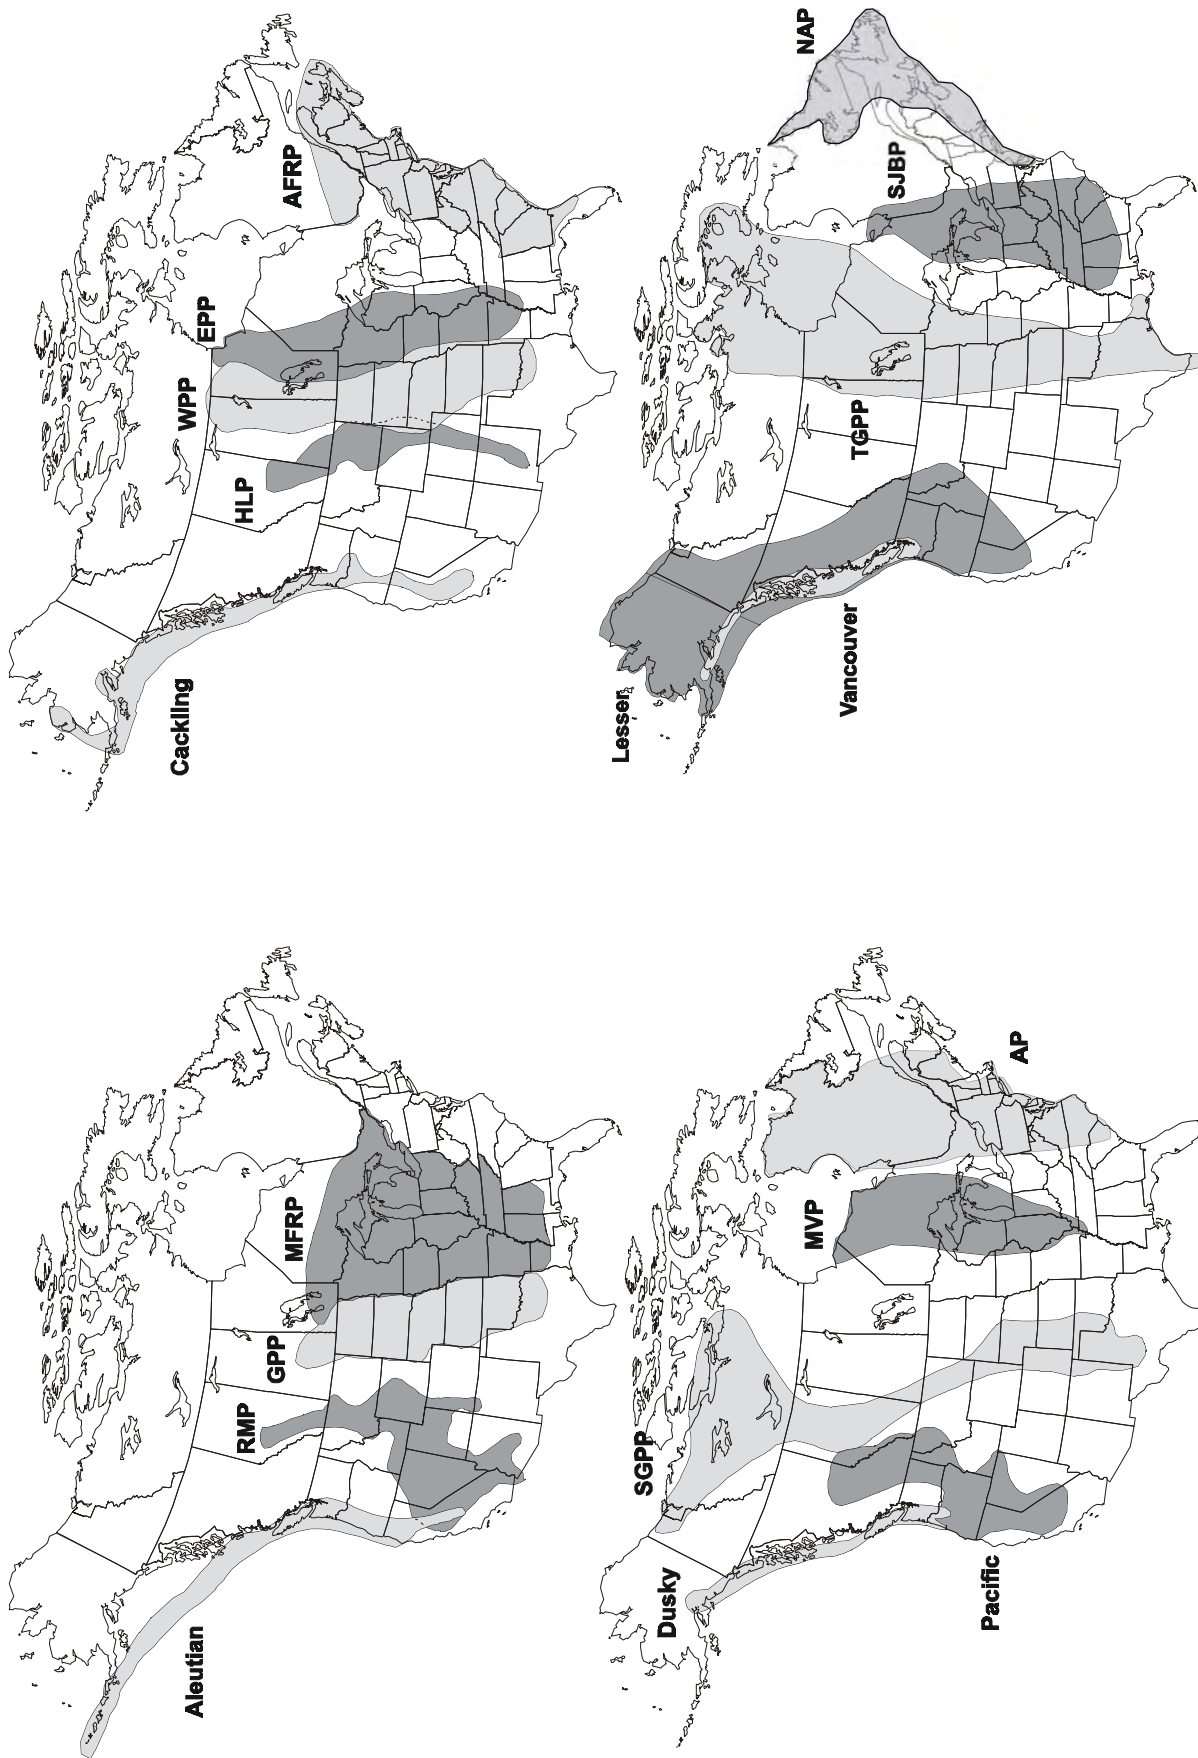 Aleutian
RMP
GPP
MFRP
Cackling
HLP
WPP
EPP
AFRP
Dusky
SGPP
Pacific
MVP
AP
Lesser
Vancouver
TGPP
SJBP
NAP